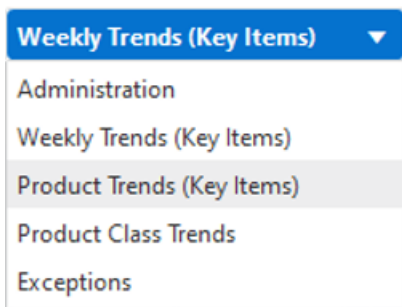 Weekly Trends (Key Items)
Administration
Weekly Trends (Key Items)
Product Trends (Key Items)
Product Class Trends
Exceptions